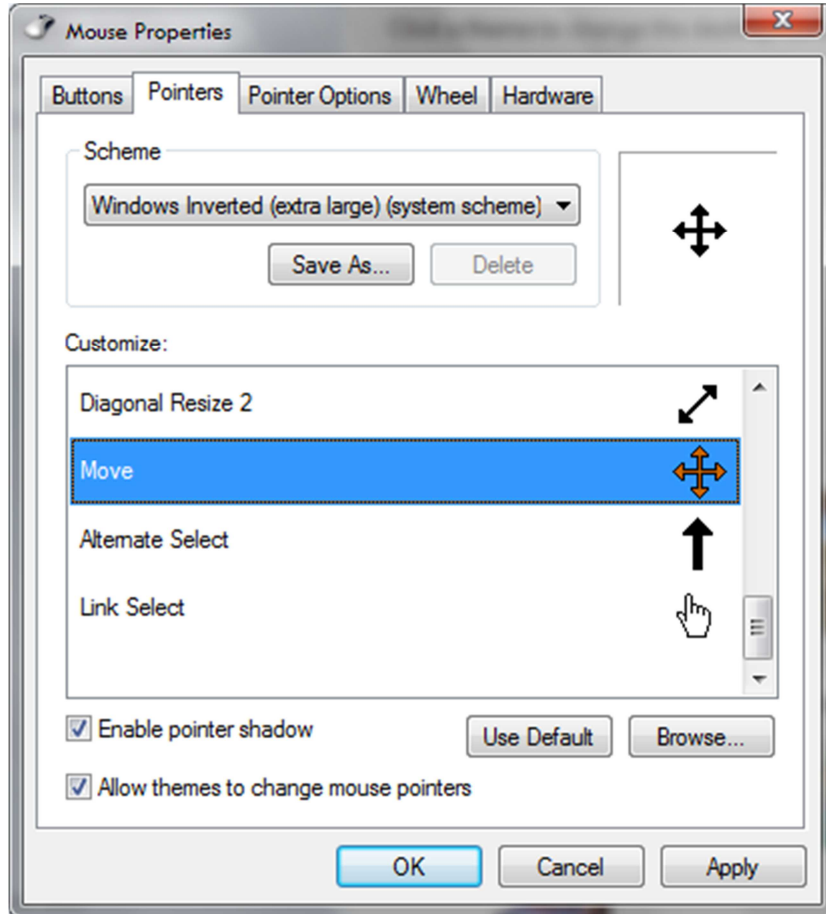 Mouse Properties
Buttons Pointers Pointer Options Wheel Hardware
Scheme
Windows Inverted (extra large) (system scheme)
Save As... Delete
Customize:
Diagonal Resize 2
Move
Alternate Select
Link Select
Enable pointer shadow
Use Default Browse...
Allow themes to change mouse pointers
OK Cancel Apply